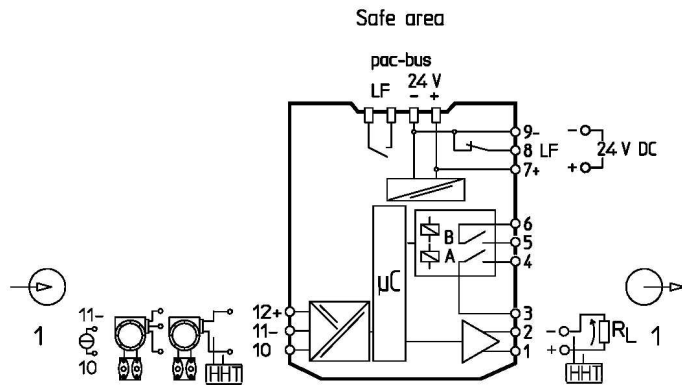 Safe area
pac-bus
LF
24 V
- +
9-
8 LF
7+
- 
+
24 V DC
6
5
4
B
A
µC
3
2
1
12+
11-
10
1
11-
10
HHT
-
+
RL
1
HHT